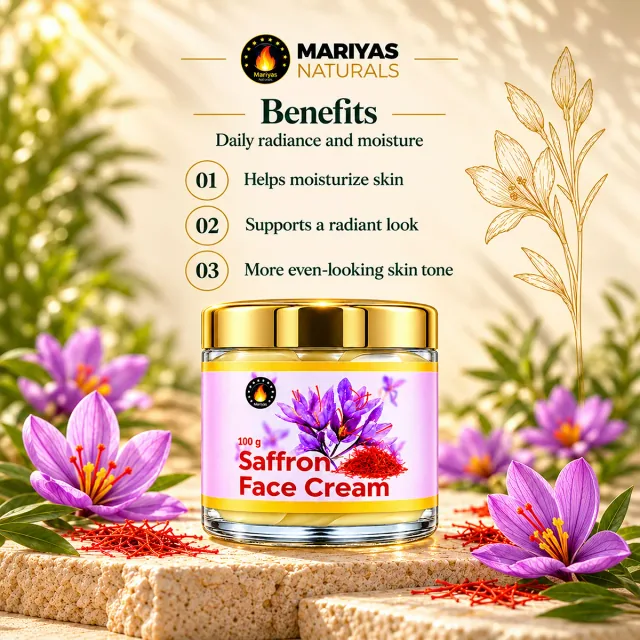 MARIYAS
NATURALS
Mariyas
Benefits
Daily radiance and moisture
01 Helps moisturize skin
02 Supports a radiant look
03 More even-looking skin tone
100 g
Saffron
Face Cream